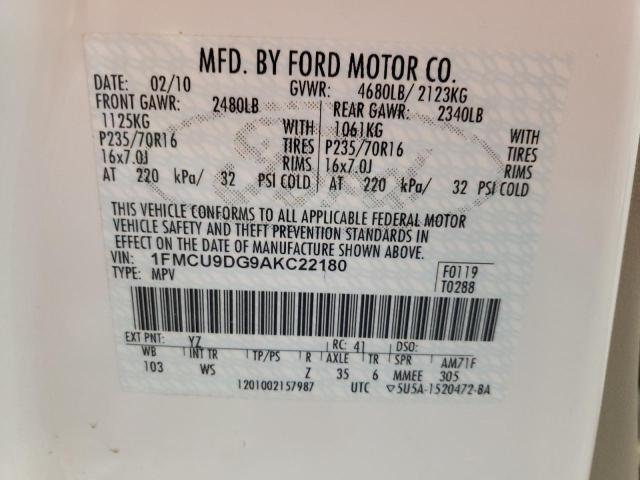 MFD. BY FORD MOTOR CO.
DATE: 02/10 GVWR: 4680LB/ 2123KG
FRONT GAWR: 2480LB REAR GAWR: 2340LB
1125KG WITH 1061KG WITH
P235/70R16 TIRES P235/70R16 TIRES
16x7.0J RIMS 16x7.0J RIMS
AT 220 kPa/ 32 PSI COLD AT 220 kPa/ 32 PSI COLD
THIS VEHICLE CONFORMS TO ALL APPLICABLE FEDERAL MOTOR
VEHICLE SAFETY AND THEFT PREVENTION STANDARDS IN
EFFECT ON THE DATE OF MANUFACTURE SHOWN ABOVE.
VIN: 1FMCU9DG9AKC22180 F0119
TYPE: MPV T0288
EXT PNT: YZ RC: 41 DSO:
WB INT TR TP/PS R AXLE TR SPR AM71F
103 WS Z 35 6 MMEE 305
1201002157987 UTC ▽5U5A-1520472-BA